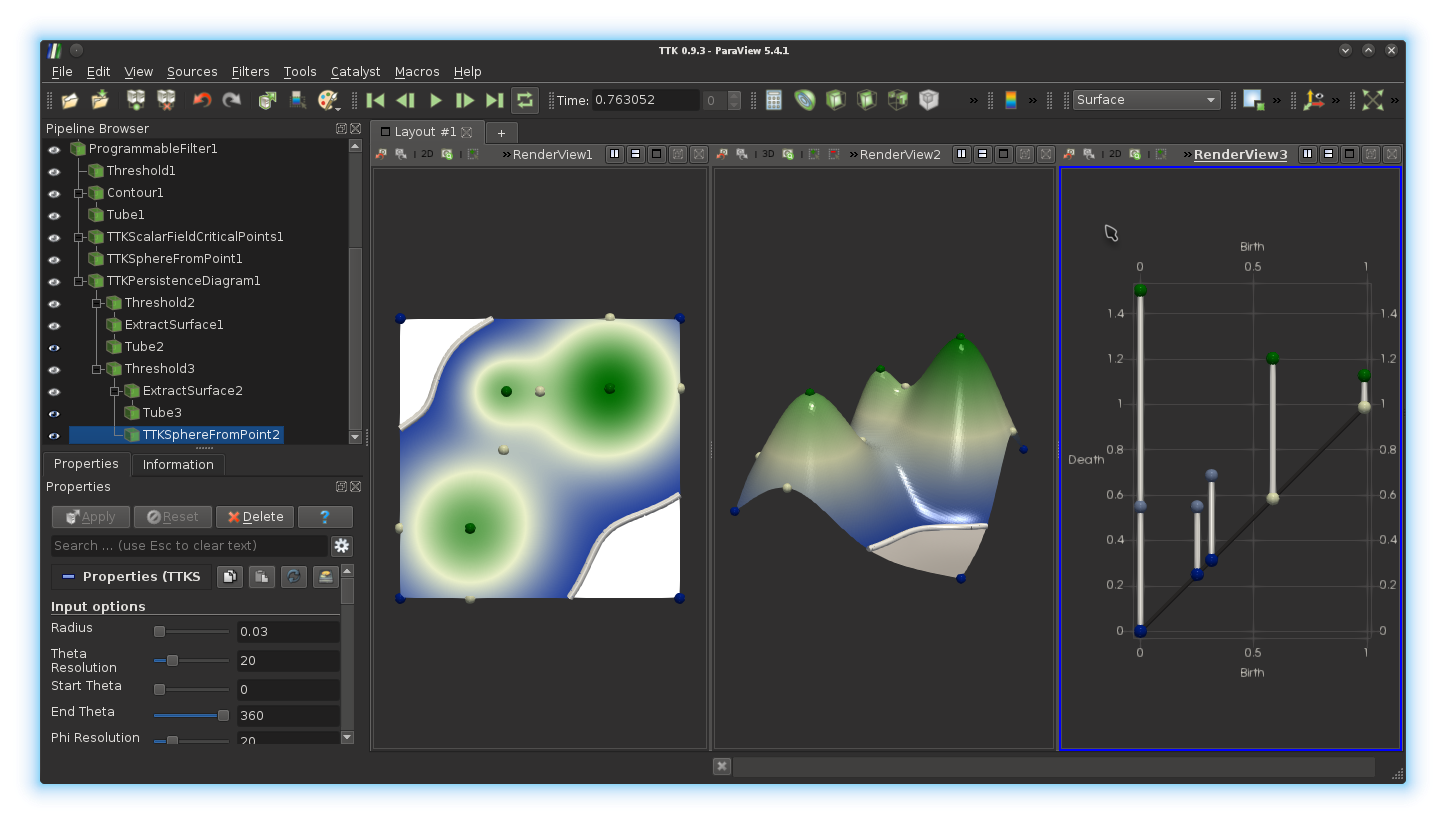 TTK 0.9.3 - ParaView 5.4.1
File Edit View Sources Filters Tools Catalyst Macros Help
Time: 0.763052 0 » » Surface » » »
Pipeline Browser
ProgrammableFilter1
Threshold1
Contour1
Tube1
TTKScalarFieldCriticalPoints1
TTKSphereFromPoint1
TTKPersistenceDiagram1
Threshold2
ExtractSurface1
Tube2
Threshold3
ExtractSurface2
Tube3
TTKSphereFromPoint2
Properties Information
Properties
Apply Reset Delete ?
Search ... (use Esc to clear text)
Properties (TTKS
Input options
Radius 0.03
Theta
Resolution 20
Start Theta 0
End Theta 360
Phi Resolution 20
Layout #1 +
2D » RenderView1
3D » RenderView2
2D » RenderView3
Birth
0 0.5 1
1.4 1.4
1.2 1.2
1 1
0.8 0.8
Death
0.6 0.6
0.4 0.4
0.2 0.2
0 0
0 0.5 1
Birth